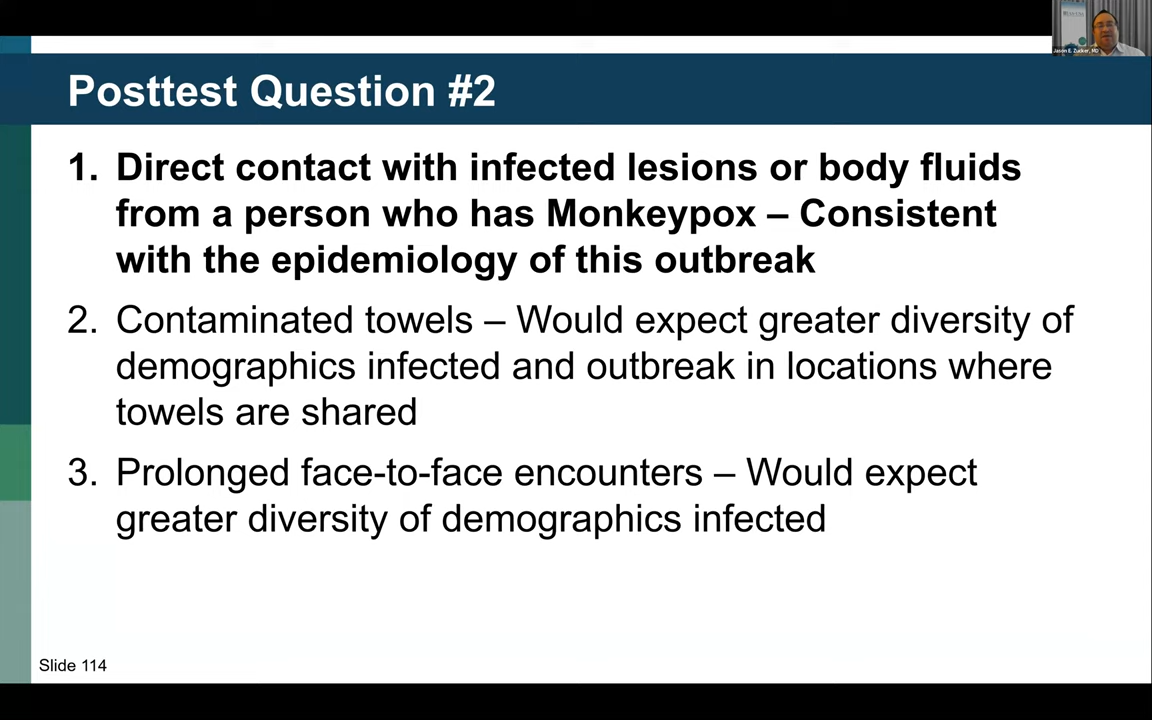 Jason E. Zucker, MD
Posttest Question #2
1. Direct contact with infected lesions or body fluids
from a person who has Monkeypox – Consistent
with the epidemiology of this outbreak
2. Contaminated towels – Would expect greater diversity of
demographics infected and outbreak in locations where
towels are shared
3. Prolonged face-to-face encounters – Would expect
greater diversity of demographics infected
Slide 114